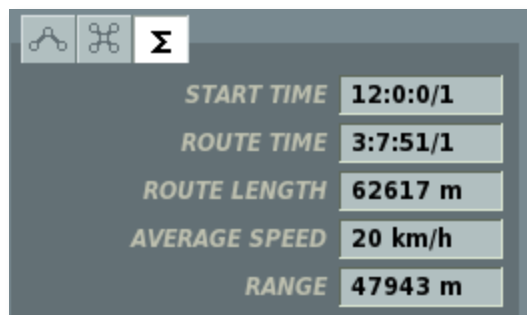 Σ
START TIME 12:0:0/1
ROUTE TIME 3:7:51/1
ROUTE LENGTH 62617 m
AVERAGE SPEED 20 km/h
RANGE 47943 m